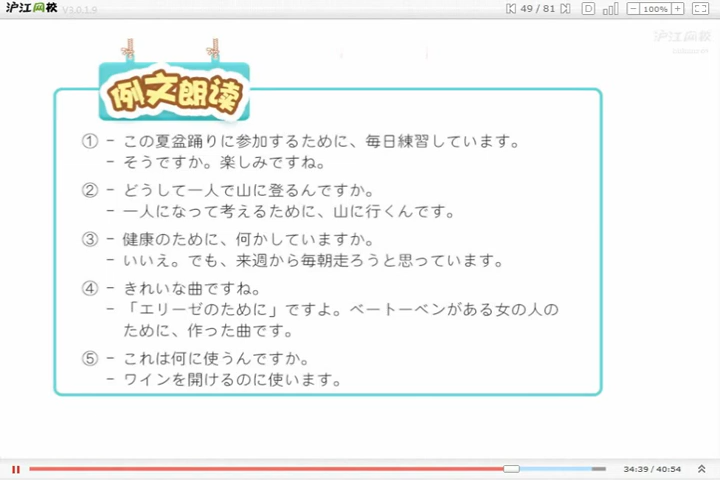 沪江网校 V3.0.1.9
49 / 81
D
100%
沪江网校
例文朗读
① - この夏盆踊りに参加するために、毎日練習しています。
- そうですか。楽しみですね。
② - どうして一人で山に登るんですか。
- 一人になって考えるために、山に行くんです。
③ - 健康のために、何かしていますか。
- いいえ。でも、来週から毎朝走ろうと思っています。
④ - きれいな曲ですね。
- 「エリーゼのために」ですよ。ベートーベンがある女の人の
ために、作った曲です。
⑤ - これは何に使うんですか。
- ワインを開けるのに使います。
34:39 / 40:54